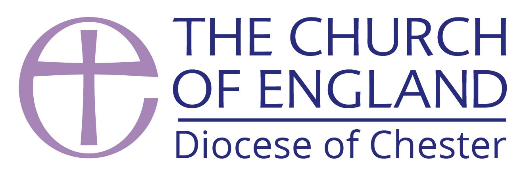 THE CHURCH
OF ENGLAND
Diocese of Chester